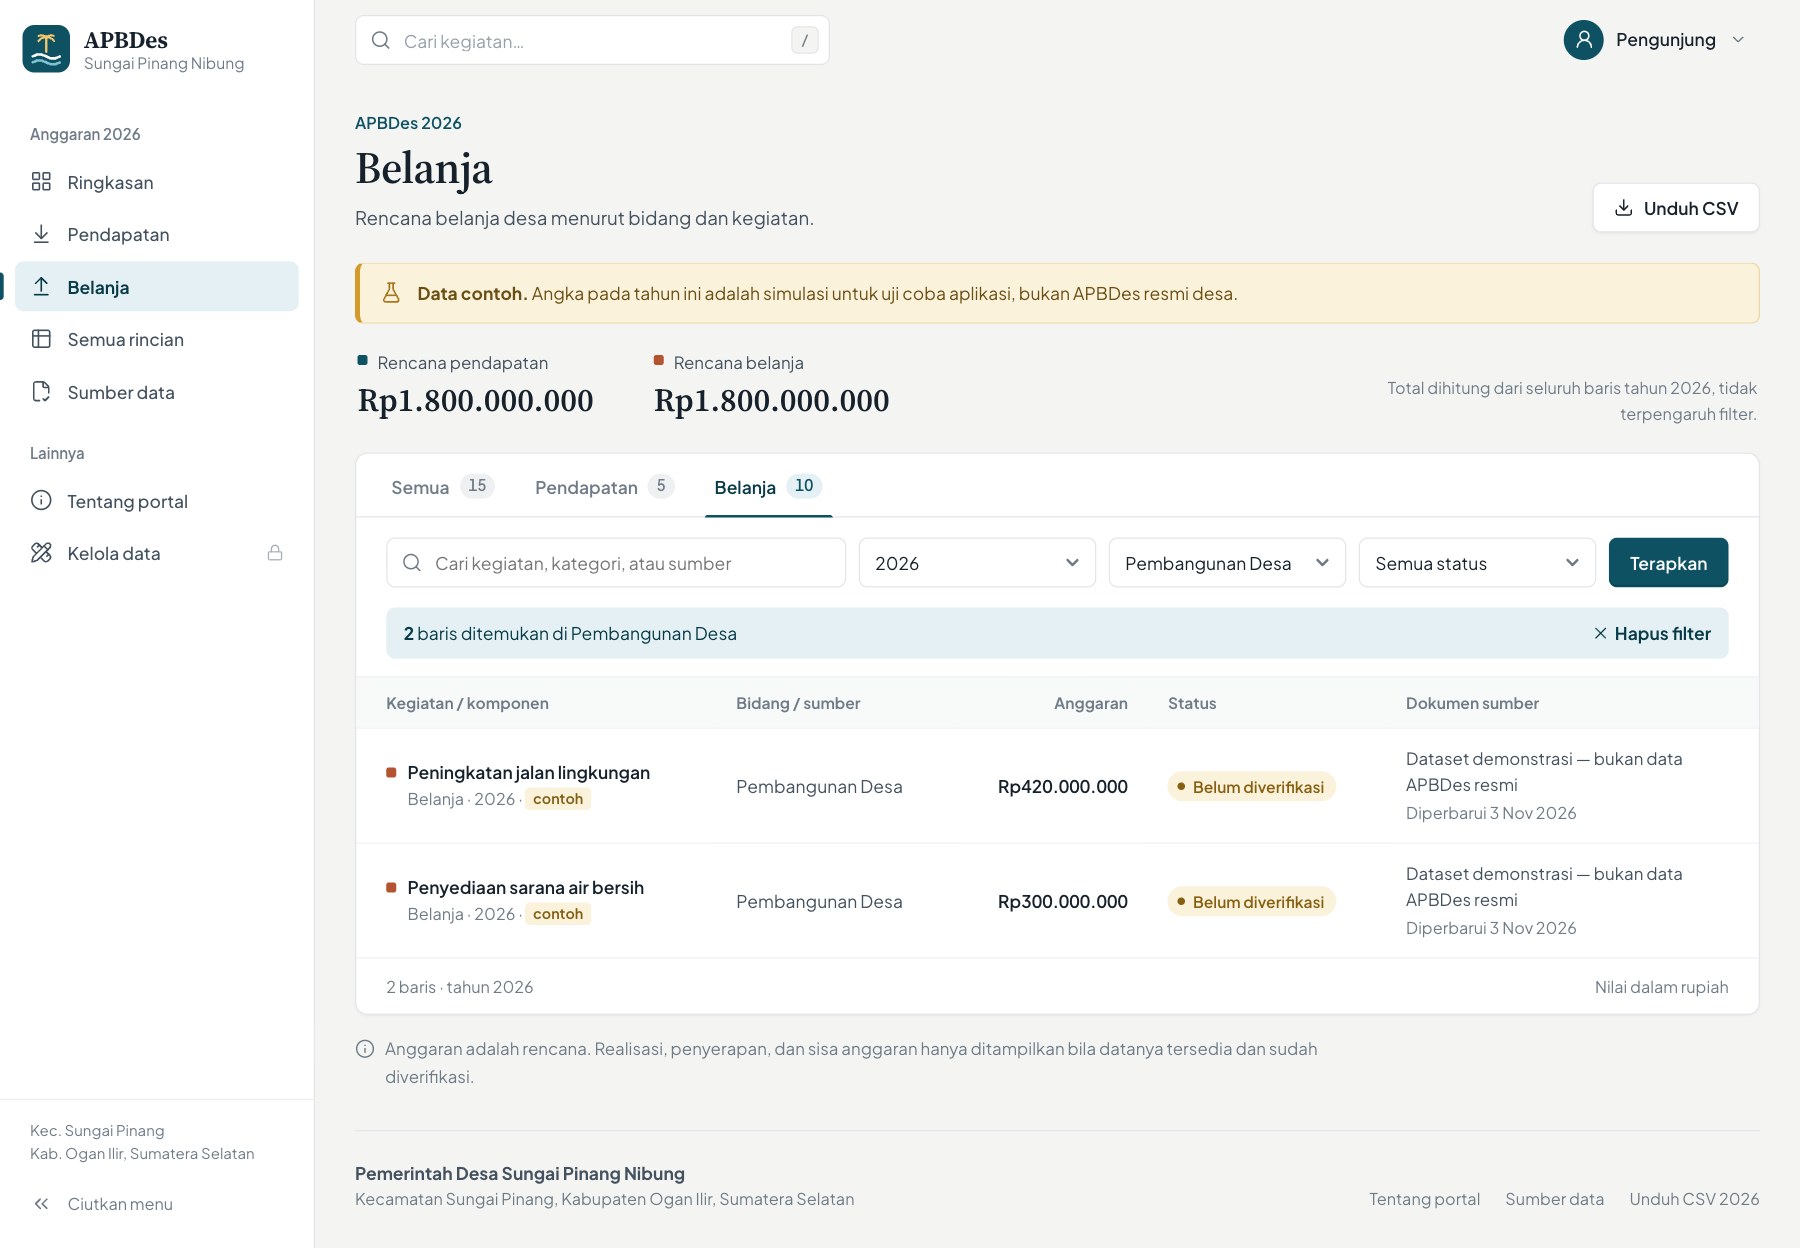 APBDes
Sungai Pinang Nibung
Anggaran 2026
Ringkasan
Pendapatan
Belanja
Semua rincian
Sumber data
Lainnya
Tentang portal
Kelola data
Kec. Sungai Pinang
Kab. Ogan Ilir, Sumatera Selatan
Ciutkan menu
Cari kegiatan... /
Pengunjung
APBDes 2026
Belanja
Rencana belanja desa menurut bidang dan kegiatan.
Unduh CSV
Data contoh. Angka pada tahun ini adalah simulasi untuk uji coba aplikasi, bukan APBDes resmi desa.
Rencana pendapatan
Rp1.800.000.000
Rencana belanja
Rp1.800.000.000
Total dihitung dari seluruh baris tahun 2026, tidak
terpengaruh filter.
Semua 15 Pendapatan 5 Belanja 10
Cari kegiatan, kategori, atau sumber 2026 Pembangunan Desa Semua status Terapkan
2 baris ditemukan di Pembangunan Desa Hapus filter
Kegiatan / komponen Bidang / sumber Anggaran Status Dokumen sumber
Peningkatan jalan lingkungan
Belanja · 2026 · contoh
Pembangunan Desa
Rp420.000.000
Belum diverifikasi
Dataset demonstrasi — bukan data
APBDes resmi
Diperbarui 3 Nov 2026
Penyediaan sarana air bersih
Belanja · 2026 · contoh
Pembangunan Desa
Rp300.000.000
Belum diverifikasi
Dataset demonstrasi — bukan data
APBDes resmi
Diperbarui 3 Nov 2026
2 baris · tahun 2026 Nilai dalam rupiah
Anggaran adalah rencana. Realisasi, penyerapan, dan sisa anggaran hanya ditampilkan bila datanya tersedia dan sudah
diverifikasi.
Pemerintah Desa Sungai Pinang Nibung
Kecamatan Sungai Pinang, Kabupaten Ogan Ilir, Sumatera Selatan
Tentang portal Sumber data Unduh CSV 2026